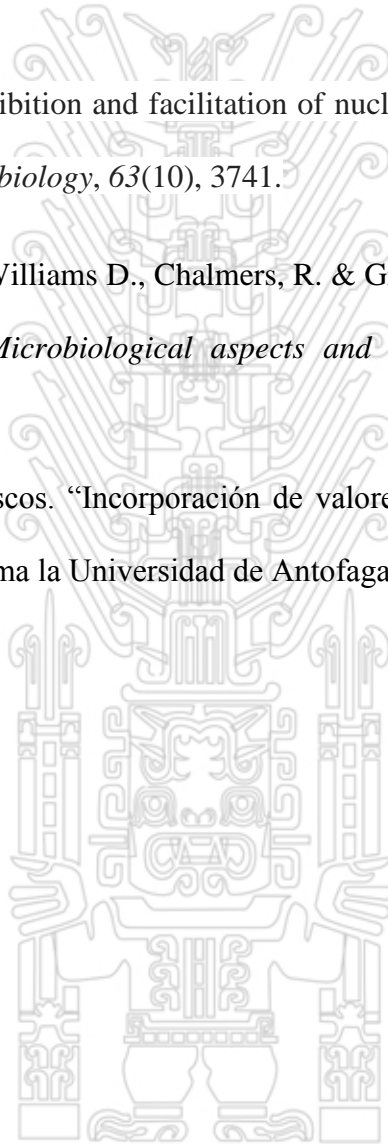 ibition and facilitation of nucl
biology, 63(10), 3741.
Williams D., Chalmers, R. & G
Microbiological aspects and
scos. “Incorporación de valore
ma la Universidad de Antofaga